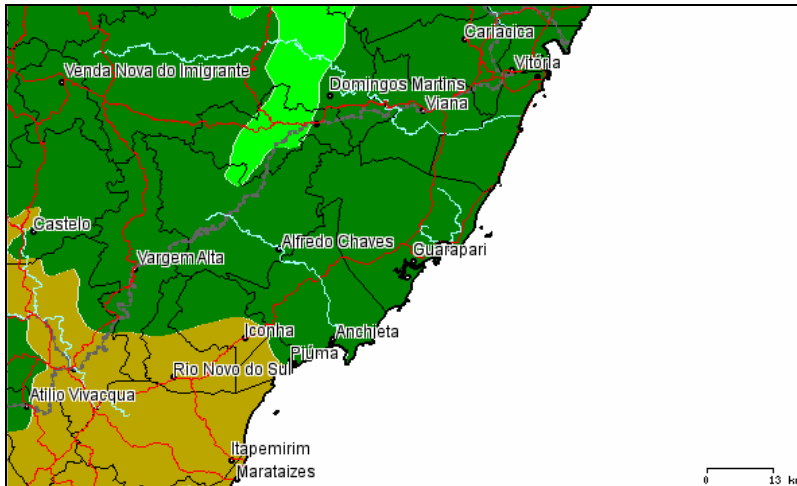 Cariacica
Vitória
Venda Nova do Imigrante
Domingos Martins
Viana
Castelo
Alfredo Chaves
Guarapari
Vargem Alta
Iconha
Anchieta
Piúma
Rio Novo do Sul
Atilio Vivacqua
Itapemirim
Marataizes
0 13 km